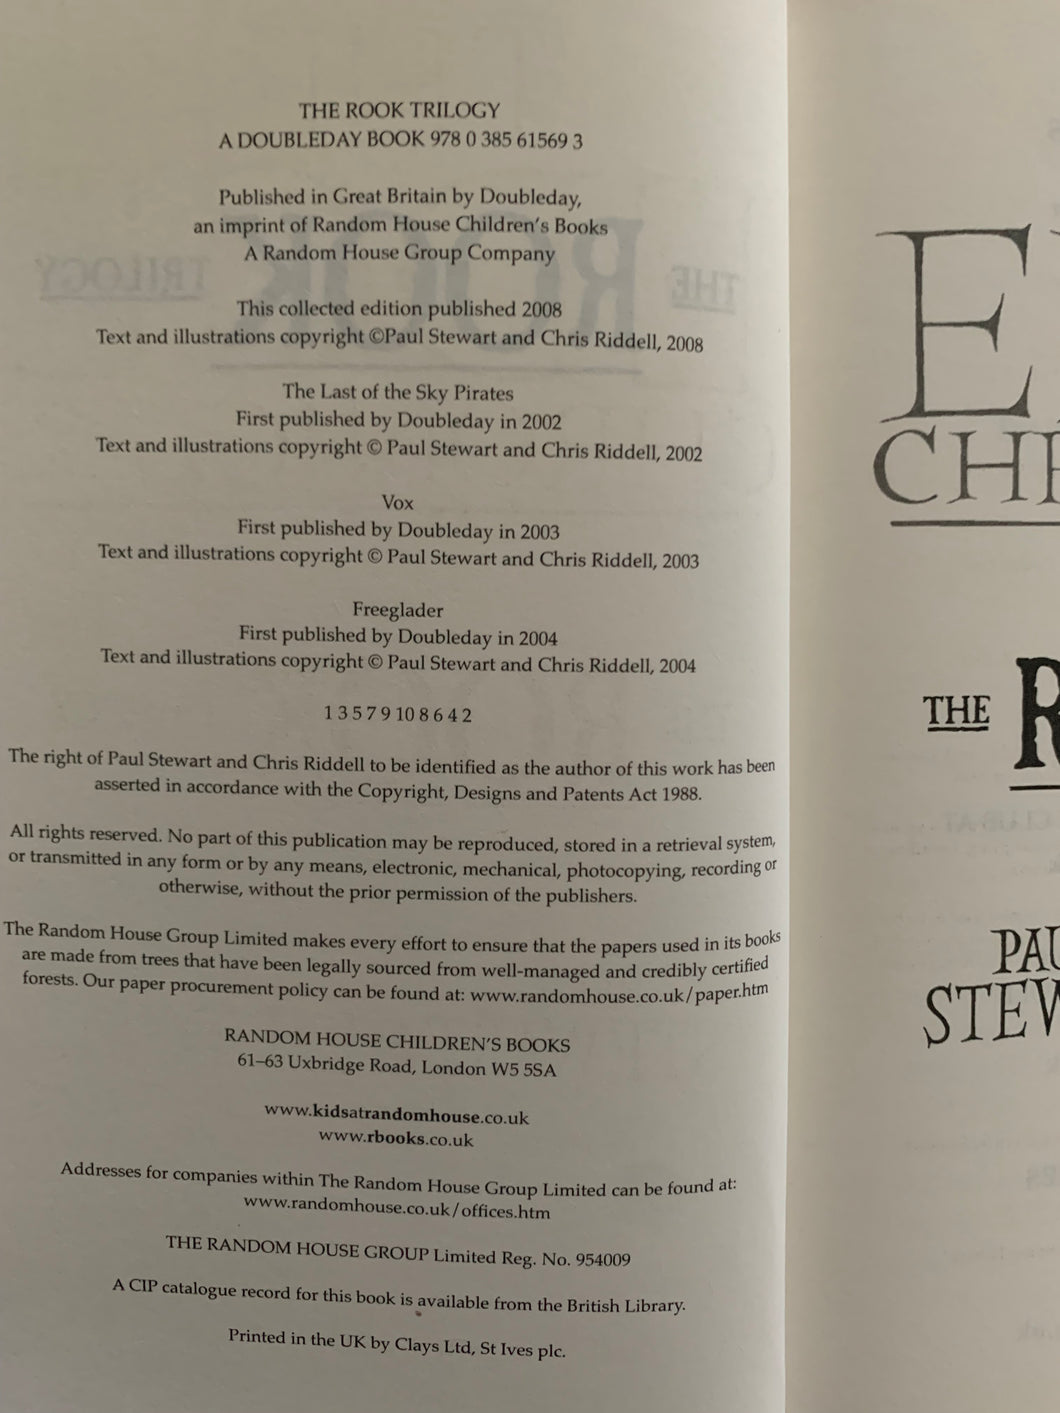 THE ROOK TRILOGY
A DOUBLEDAY BOOK 978 0 385 61569 3
Published in Great Britain by Doubleday,
an imprint of Random House Children's Books
A Random House Group Company
This collected edition published 2008
Text and illustrations copyright ©Paul Stewart and Chris Riddell, 2008
The Last of the Sky Pirates
First published by Doubleday in 2002
Text and illustrations copyright © Paul Stewart and Chris Riddell, 2002
Vox
First published by Doubleday in 2003
Text and illustrations copyright © Paul Stewart and Chris Riddell, 2003
Freeglader
First published by Doubleday in 2004
Text and illustrations copyright © Paul Stewart and Chris Riddell, 2004
1 3 5 7 9 10 8 6 4 2
The right of Paul Stewart and Chris Riddell to be identified as the author of this work has been
asserted in accordance with the Copyright, Designs and Patents Act 1988.
All rights reserved. No part of this publication may be reproduced, stored in a retrieval system,
or transmitted in any form or by any means, electronic, mechanical, photocopying, recording or
otherwise, without the prior permission of the publishers.
The Random House Group Limited makes every effort to ensure that the papers used in its books
are made from trees that have been legally sourced from well-managed and credibly certified
forests. Our paper procurement policy can be found at: www.randomhouse.co.uk/paper.htm
RANDOM HOUSE CHILDREN'S BOOKS
61–63 Uxbridge Road, London W5 5SA
www.kidsatrandomhouse.co.uk
www.rbooks.co.uk
Addresses for companies within The Random House Group Limited can be found at:
www.randomhouse.co.uk/offices.htm
THE RANDOM HOUSE GROUP Limited Reg. No. 954009
A CIP catalogue record for this book is available from the British Library.
Printed in the UK by Clays Ltd, St Ives plc.
THE